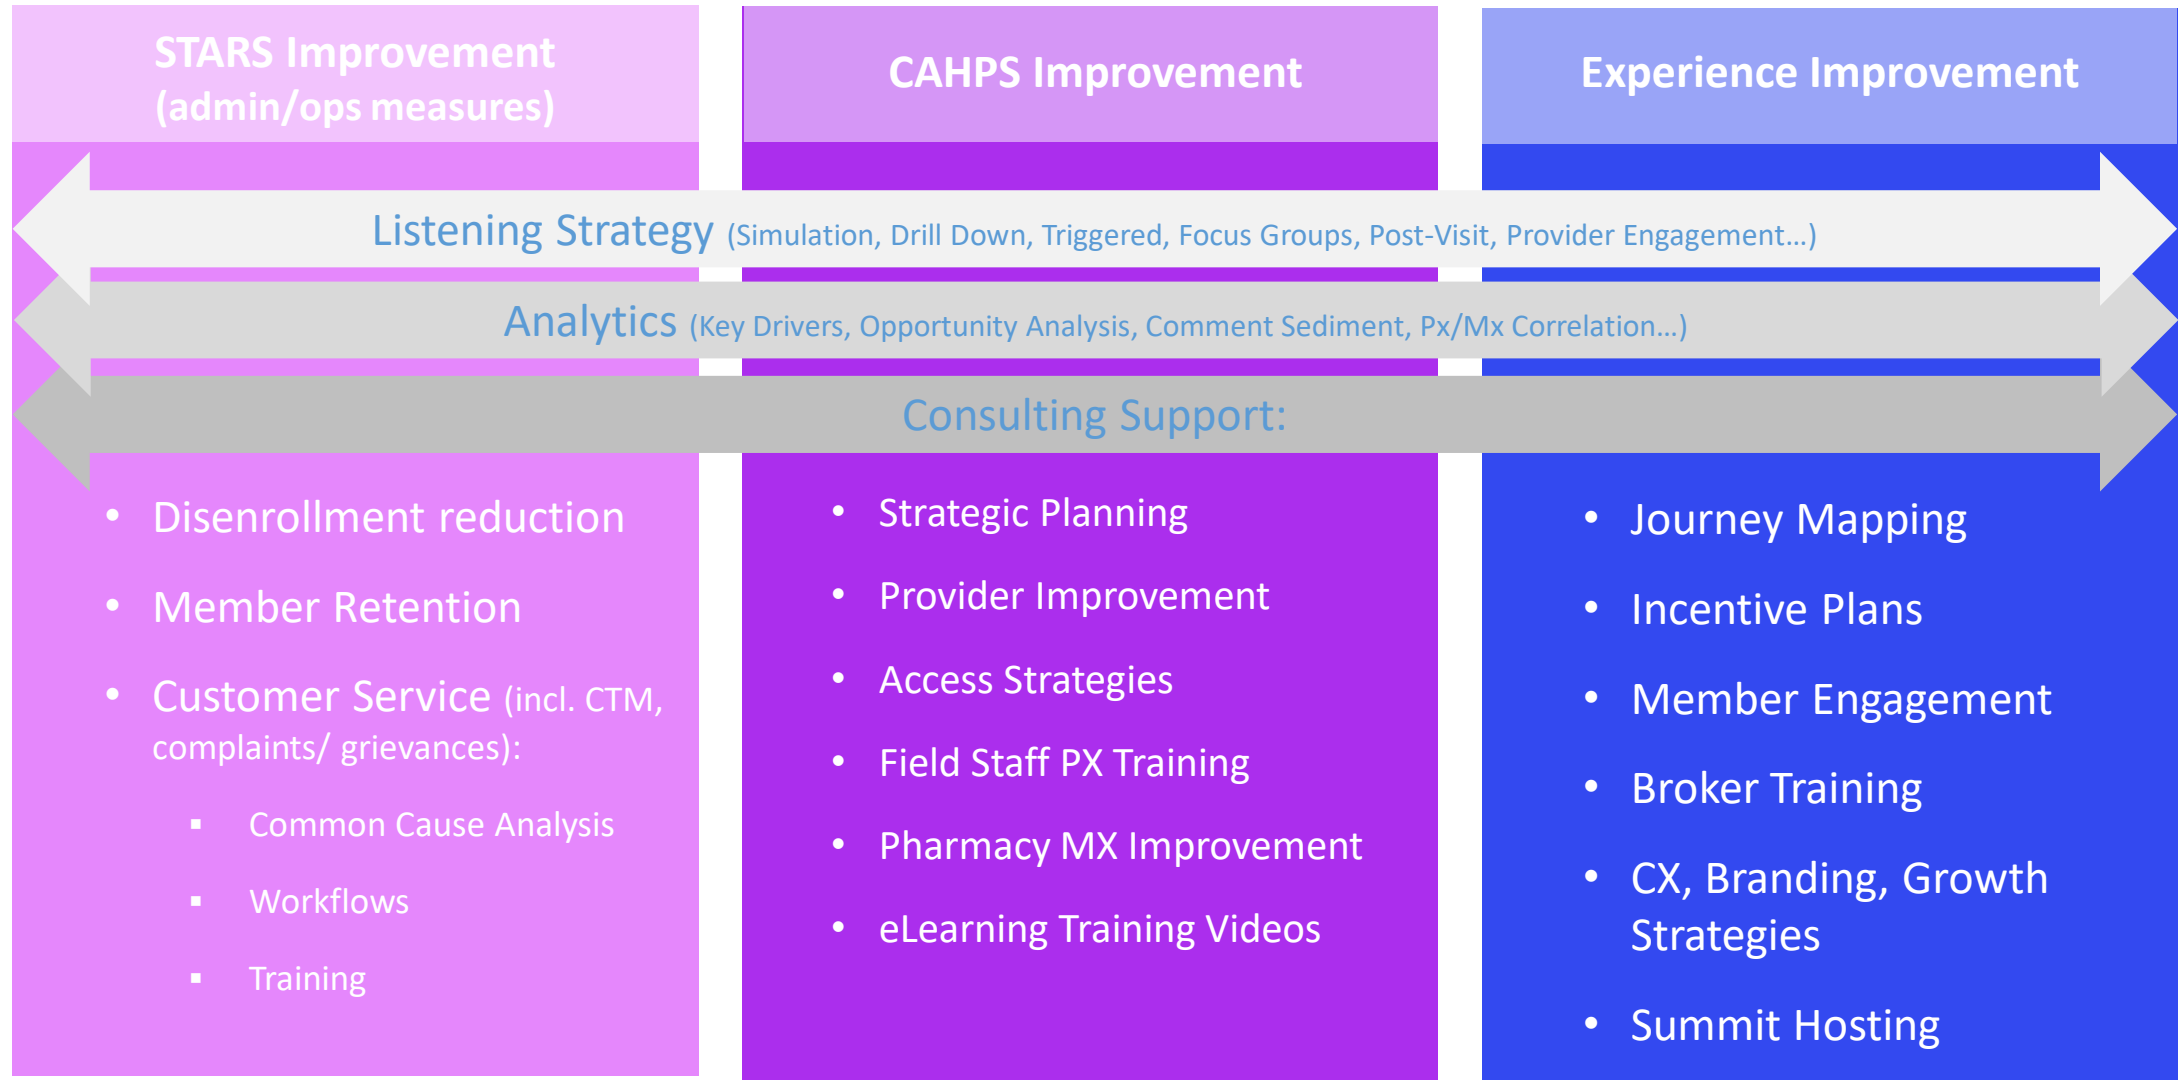 STARS Improvement
(admin/ops measures)
CAHPS Improvement
Experience Improvement
Listening Strategy (Simulation, Drill Down, Triggered, Focus Groups, Post-Visit, Provider Engagement...)
Analytics (Key Drivers, Opportunity Analysis, Comment Sediment, Px/Mx Correlation...)
Consulting Support:
• Disenrollment reduction
• Member Retention
• Customer Service (incl. CTM,
complaints/ grievances):
▪ Common Cause Analysis
▪ Workflows
▪ Training
• Strategic Planning
• Provider Improvement
• Access Strategies
• Field Staff PX Training
• Pharmacy MX Improvement
• eLearning Training Videos
• Journey Mapping
• Incentive Plans
• Member Engagement
• Broker Training
• CX, Branding, Growth
Strategies
• Summit Hosting